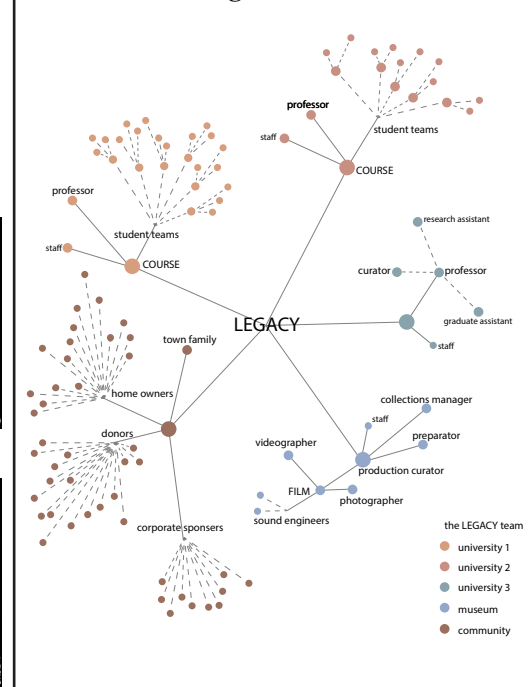 professor
staff
student teams
COURSE
professor
staff
student teams
COURSE
research assistant
curator
professor
graduate assistant
staff
LEGACY
town family
home owners
donors
corporate sponsers
collections manager
staff
preparator
videographer
production curator
FILM
photographer
sound engineers
the LEGACY team
university 1
university 2
university 3
museum
community